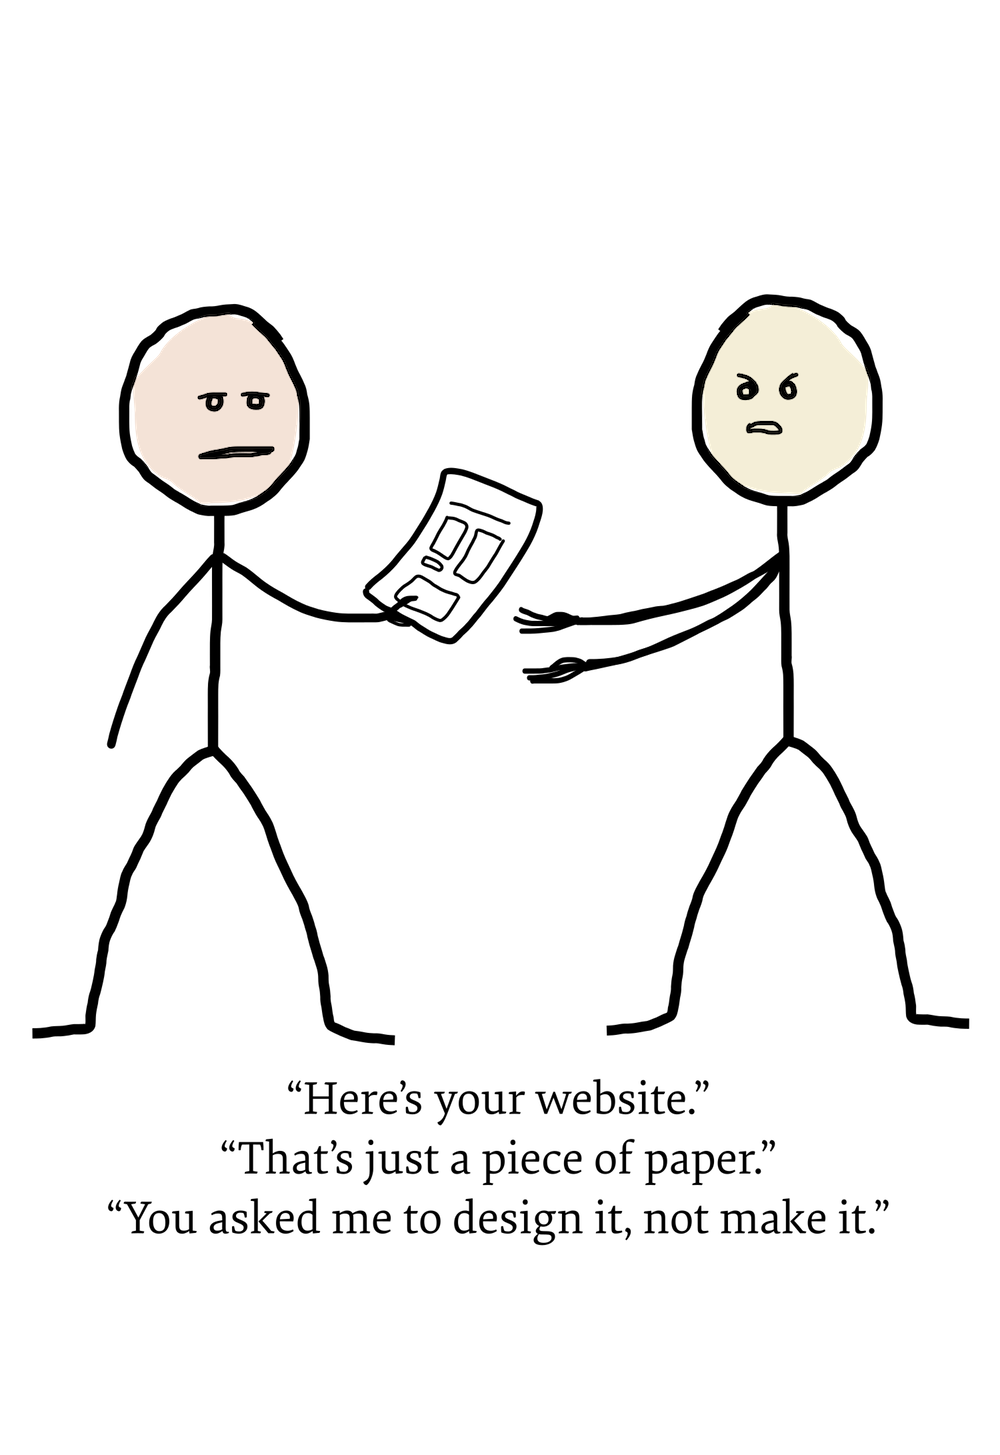 “Here’s your website.”
“That’s just a piece of paper.”
“You asked me to design it, not make it.”